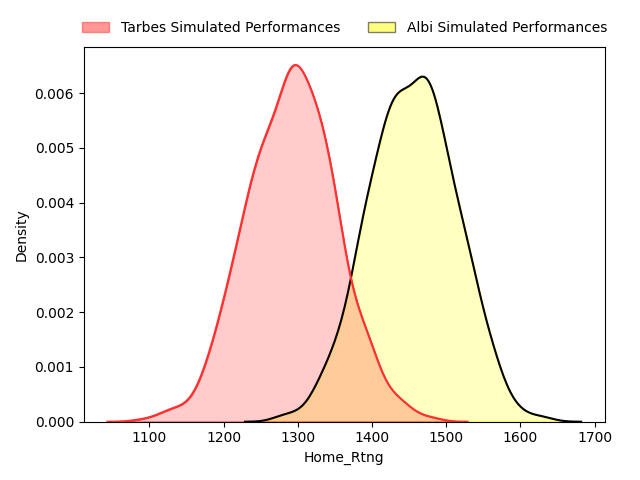 Tarbes Simulated Performances Albi Simulated Performances
0.006
0.005
0.004
0.003
0.002
0.001
0.000
Density
1100 1200 1300 1400 1500 1600 1700
Home_Rtng